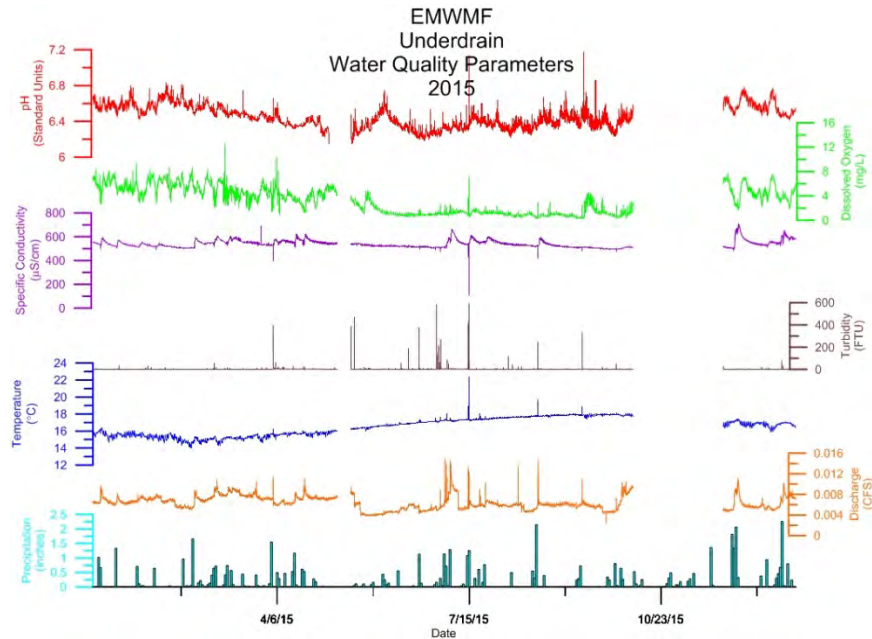 EMWMF
Underdrain
Water Quality Parameters
2015
7.2
6.8
6.4
6
pH
(Standard Units)
16
12
8
4
0
Dissolved Oxygen
(mg/L)
800
600
400
200
0
Specific Conductivity
(µS/cm)
600
400
200
0
Turbidity
(FTU)
24
22
20
18
16
14
12
Temperature
(°C)
0.016
0.012
0.008
0.004
0
Discharge
(CFS)
2.5
2
1.5
1
0.5
0
Precipitation
(inches)
4/6/15
7/15/15
10/23/15
Date